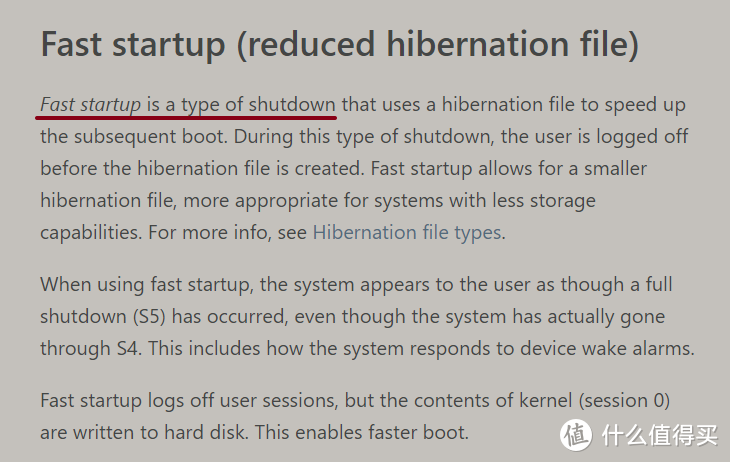 Fast startup (reduced hibernation file)
Fast startup is a type of shutdown that uses a hibernation file to speed up
the subsequent boot. During this type of shutdown, the user is logged off
before the hibernation file is created. Fast startup allows for a smaller
hibernation file, more appropriate for systems with less storage
capabilities. For more info, see Hibernation file types.
When using fast startup, the system appears to the user as though a full
shutdown (S5) has occurred, even though the system has actually gone
through S4. This includes how the system responds to device wake alarms.
Fast startup logs off user sessions, but the contents of kernel (session 0)
are written to hard disk. This enables faster boot.
值 什么值得买